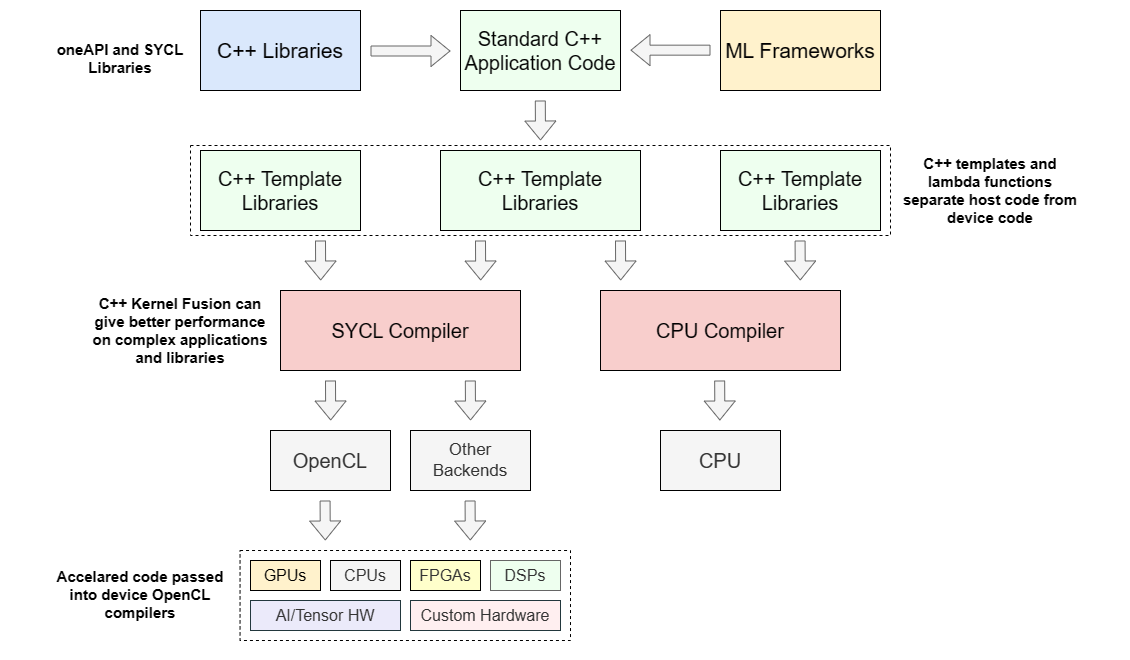 oneAPI and SYCL
Libraries
C++ Libraries
Standard C++
Application Code
ML Frameworks
C++ Template
Libraries
C++ Template
Libraries
C++ Template
Libraries
C++ templates and
lambda functions
separate host code from
device code
C++ Kernel Fusion can
give better performance
on complex applications
and libraries
SYCL Compiler
CPU Compiler
OpenCL
Other
Backends
CPU
Accelared code passed
into device OpenCL
compilers
GPUs
CPUs
FPGAs
DSPs
AI/Tensor HW
Custom Hardware